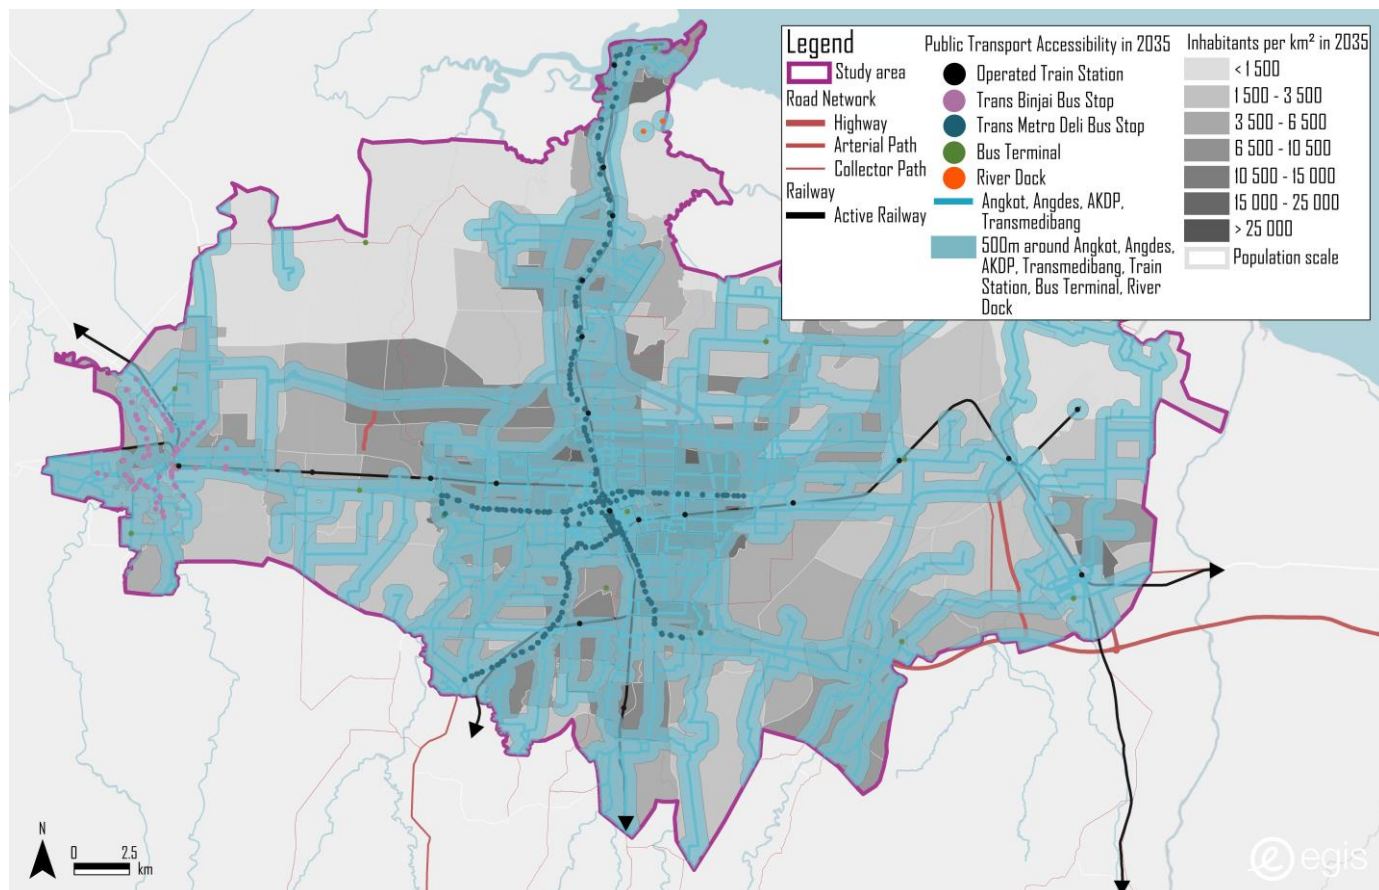 Legend
Study area
Road Network
Highway
Arterial Path
Collector Path
Railway
Active Railway
Public Transport Accessibility in 2035
Operated Train Station
Trans Binjai Bus Stop
Trans Metro Deli Bus Stop
Bus Terminal
River Dock
Angkot, Angdes, AKDP,
Transmedibang
500m around Angkot, Angdes,
AKDP, Transmedibang, Train
Station, Bus Terminal, River
Dock
Inhabitants per km² in 2035
< 1 500
1 500 - 3 500
3 500 - 6 500
6 500 - 10 500
10 500 - 15 000
15 000 - 25 000
> 25 000
Population scale
N
0 2.5
km
egis